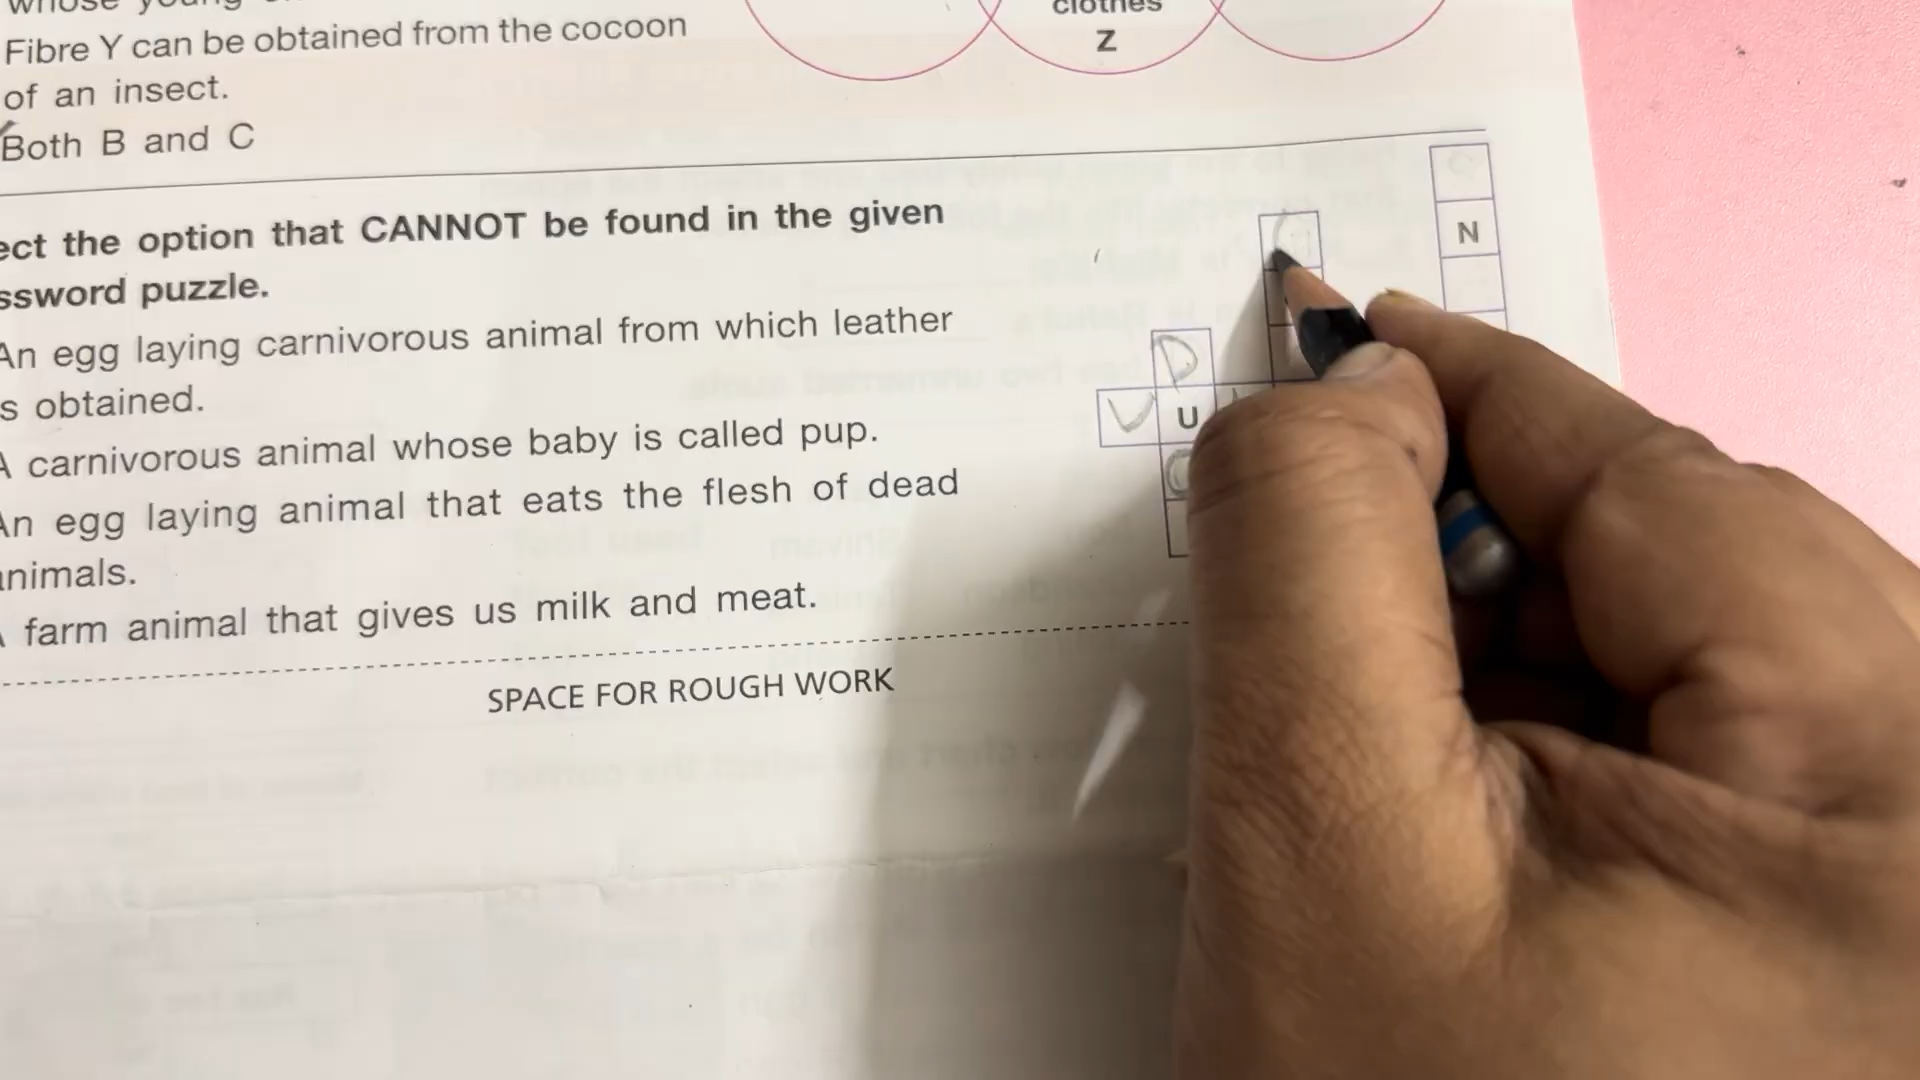 clothes
Z
Fibre Y can be obtained from the cocoon
of an insect.
Both B and C
ect the option that CANNOT be found in the given
ssword puzzle.
An egg laying carnivorous animal from which leather
s obtained.
A carnivorous animal whose baby is called pup.
An egg laying animal that eats the flesh of dead
animals.
A farm animal that gives us milk and meat.
SPACE FOR ROUGH WORK
N
D
V U
C